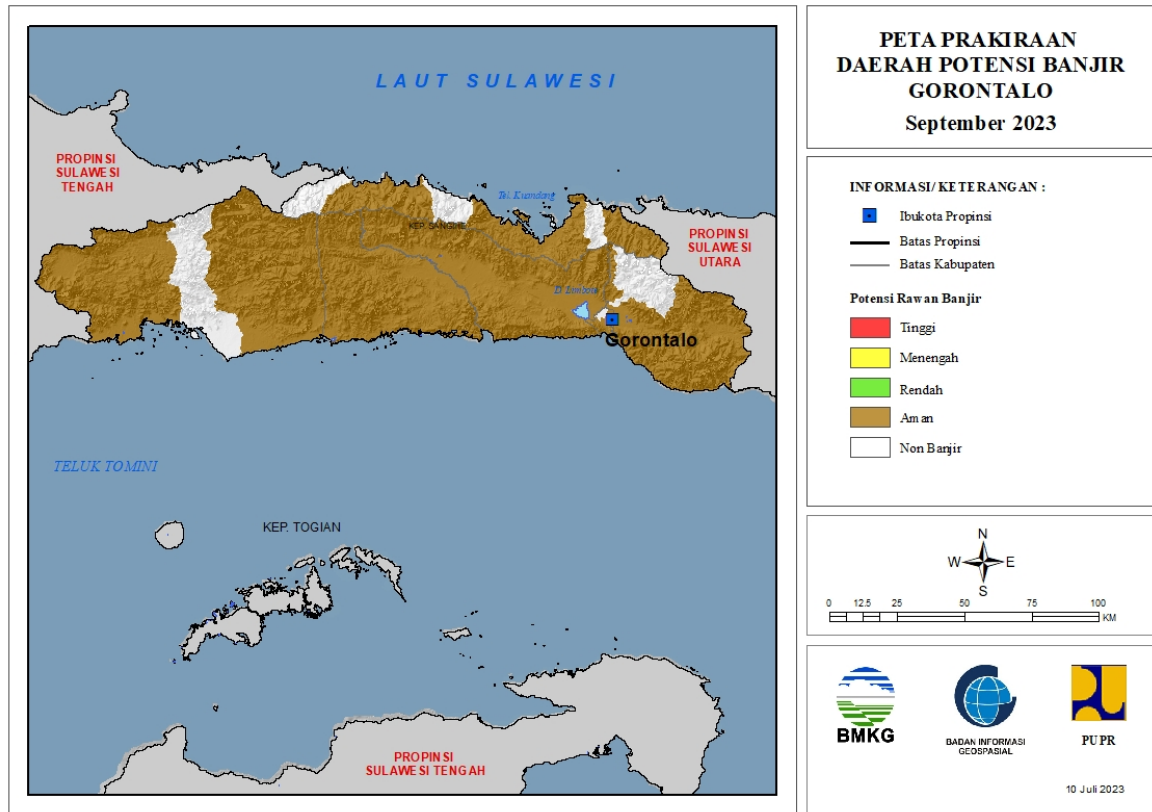 LAUT SULAWESI
PROPINSI
SULAWESI
TENGAH
Tel. Kuandang
KEP. SANGIHE
PROPINSI
SULAWESI
UTARA
D. Limboto
Gorontalo
TELUK TOMINI
KEP. TOGIAN
PROPINSI
SULAWESI TENGAH
PETA PRAKIRAAN
DAERAH POTENSI BANJIR
GORONTALO
September 2023
INFORMASI/KETERANGAN :
Ibukota Propinsi
Batas Propinsi
Batas Kabupaten
Potensi Rawan Banjir
Tinggi
Menengah
Rendah
Aman
Non Banjir
N
W E
S
0 12.5 25 50 75 100
KM
BMKG
BADAN INFORMASI
GEOSPASIAL
PUPR
10 Juli 2023